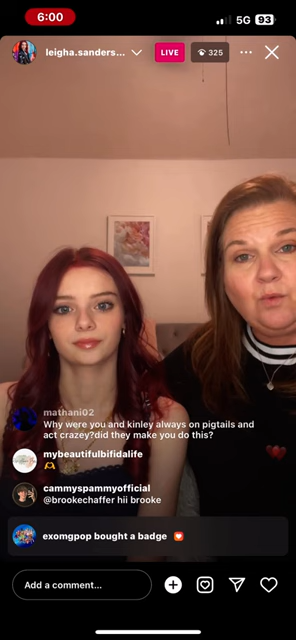 6:00
5G 93
leigha.sanders...
LIVE
325
mathani02
Why were you and kinley always on pigtails and
act crazey?did they make you do this?
mybeautifulbifidalife
🫶
cammyspammyofficial
@brookechaffer hii brooke
exomgpop bought a badge
Add a comment...